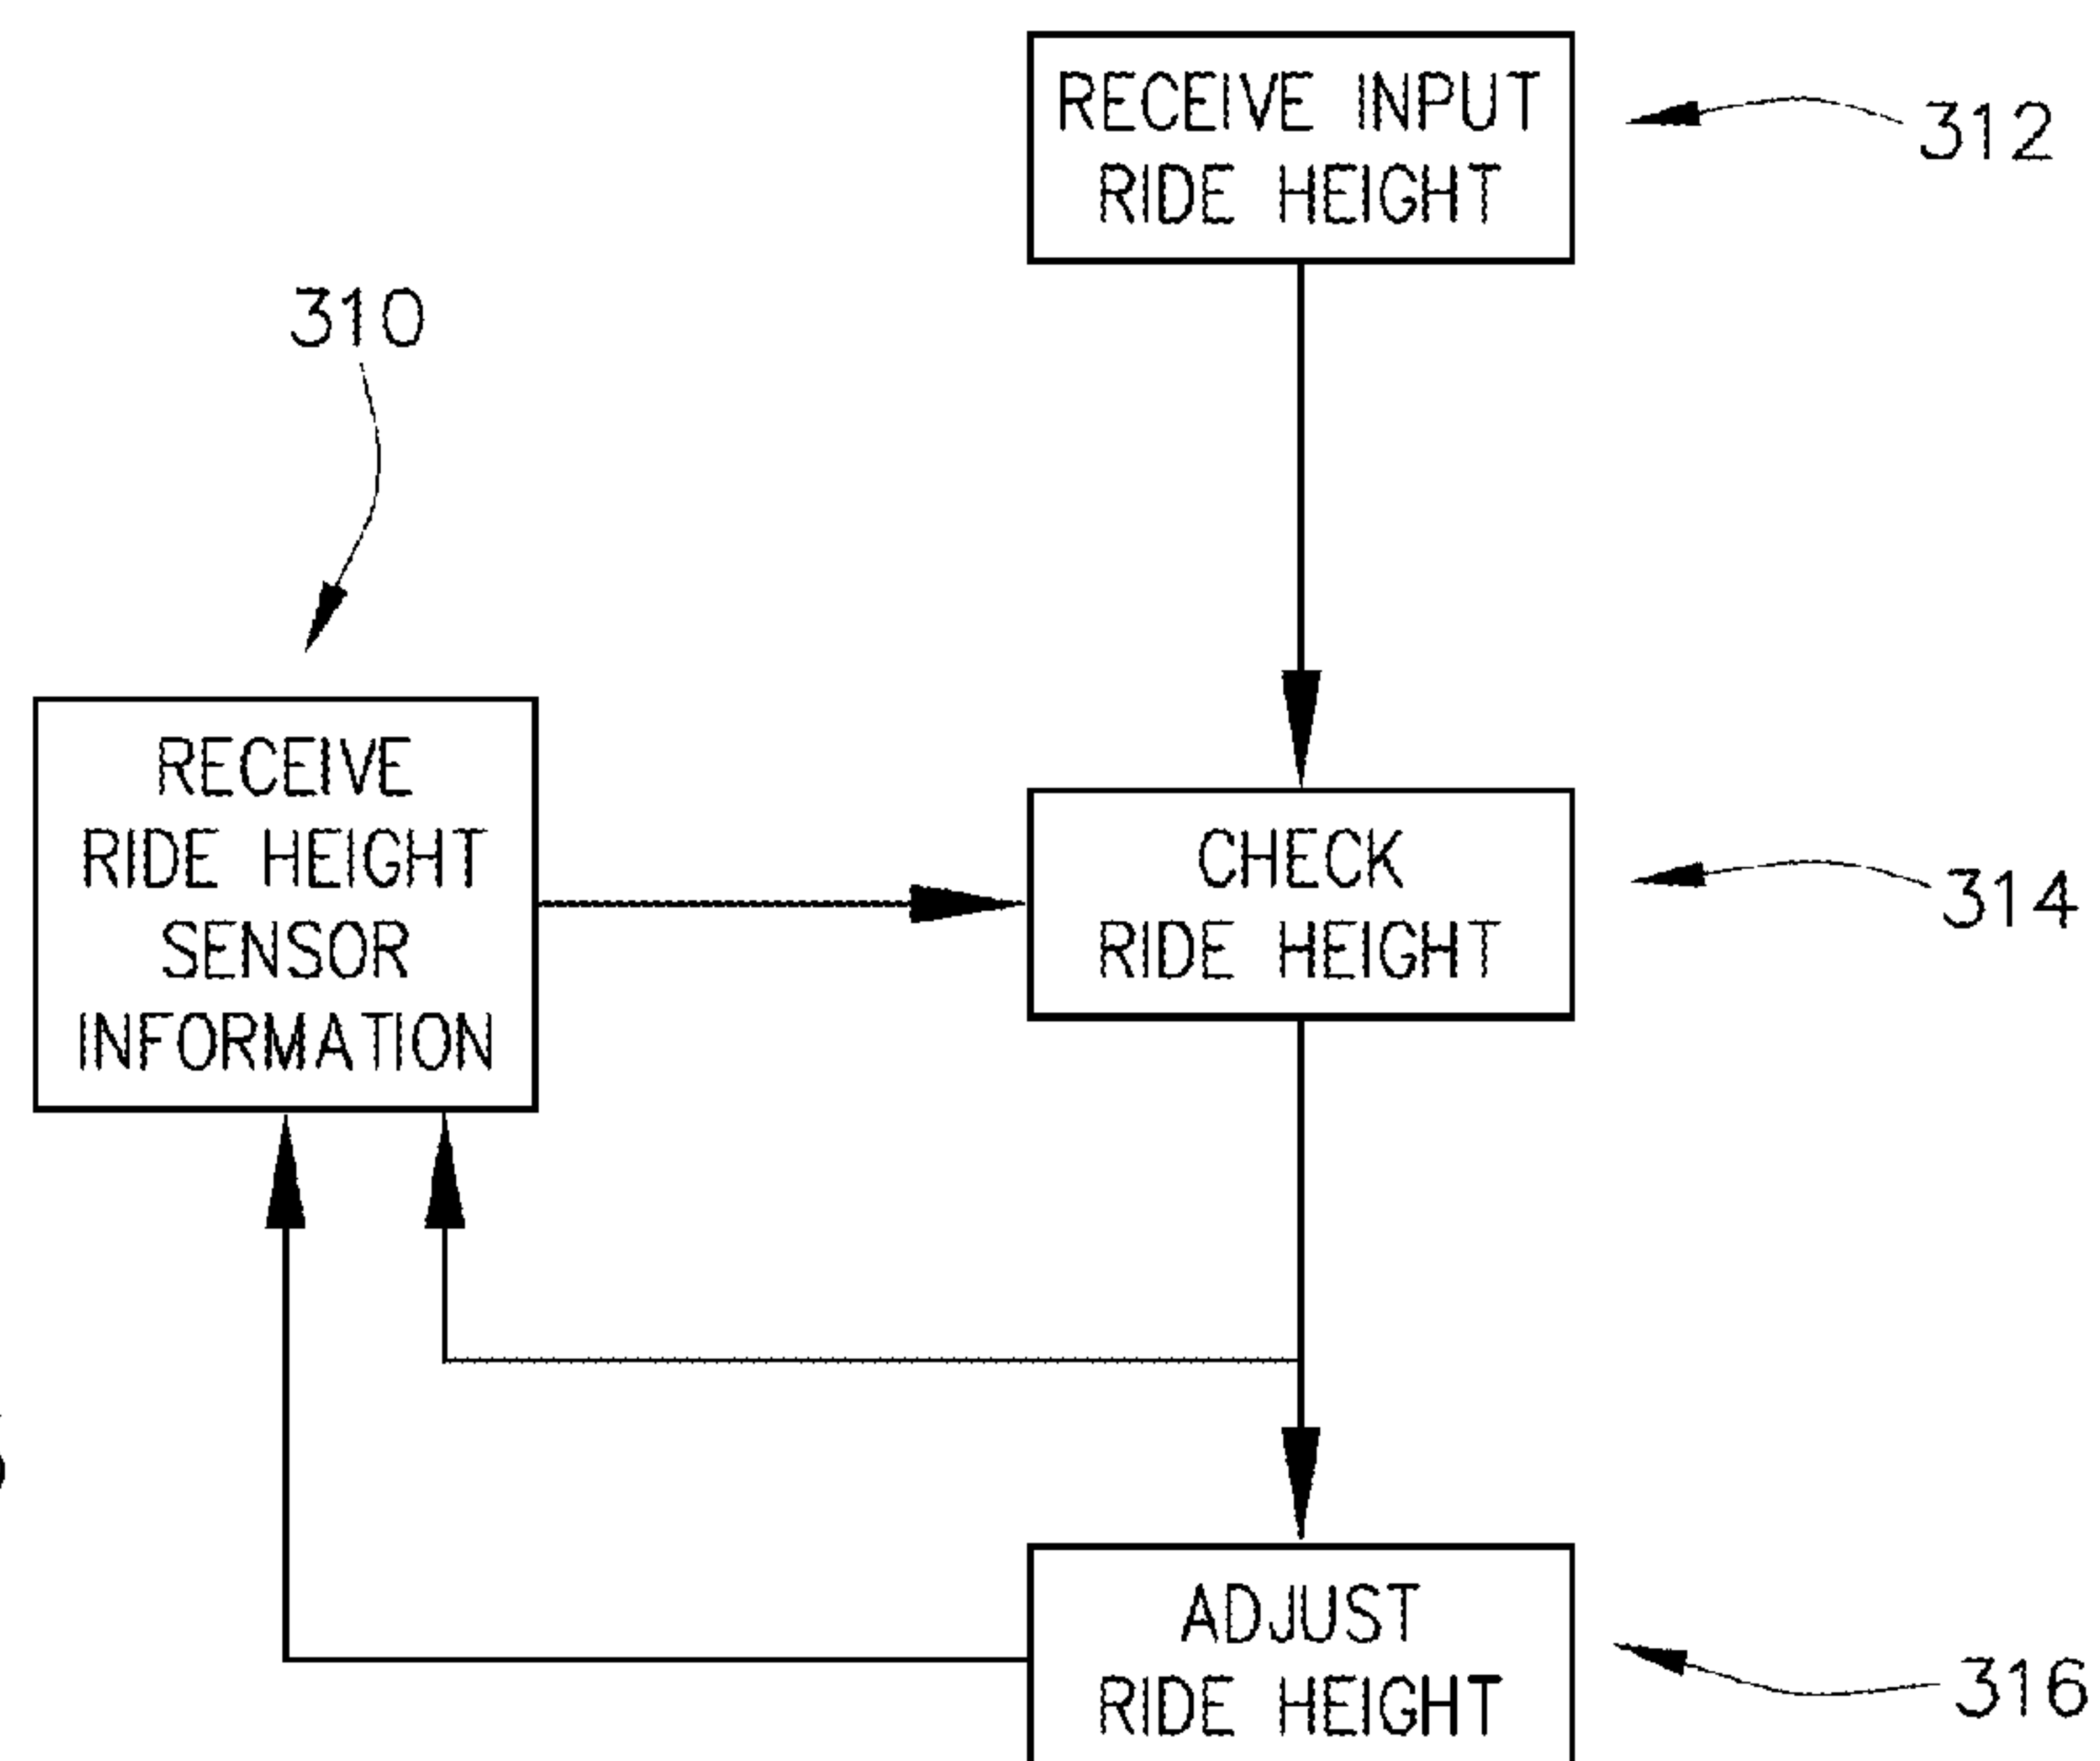 RECEIVE INPUT
RIDE HEIGHT
312
310
RECEIVE
RIDE HEIGHT
SENSOR
INFORMATION
CHECK
RIDE HEIGHT
314
ADJUST
RIDE HEIGHT
316